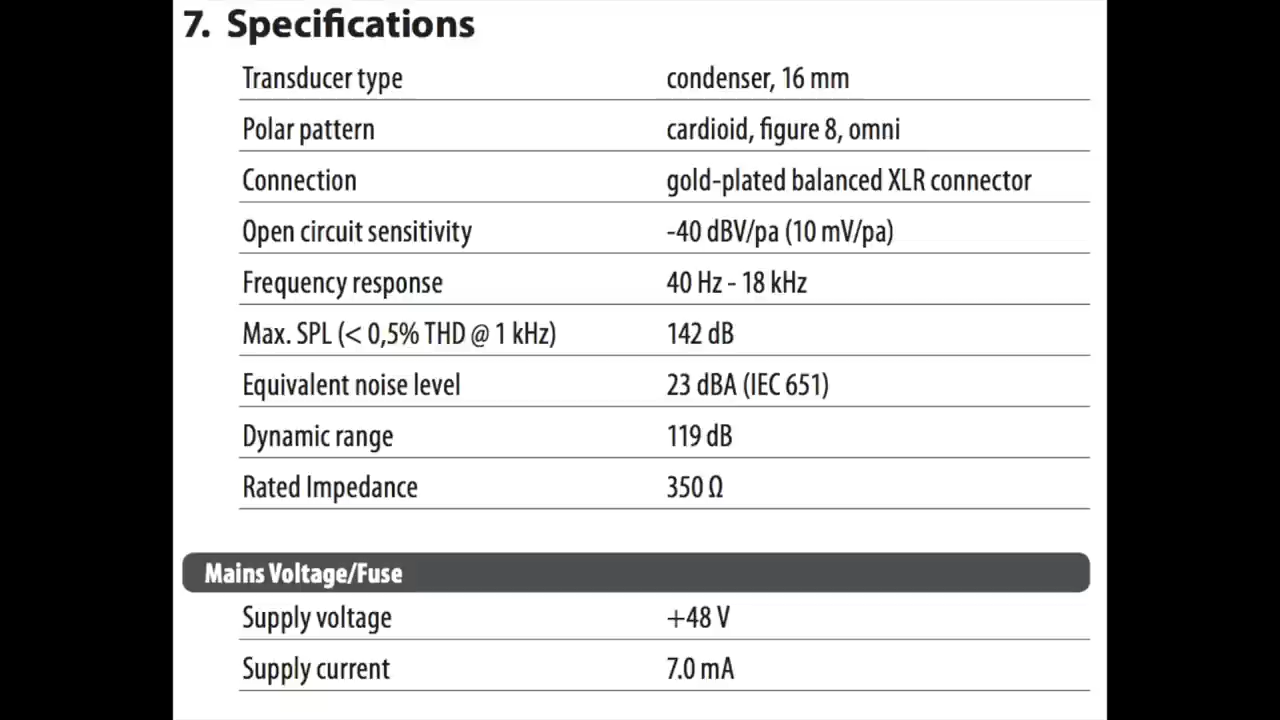 7. Specifications
Transducer type condenser, 16 mm
Polar pattern cardioid, figure 8, omni
Connection gold-plated balanced XLR connector
Open circuit sensitivity -40 dBV/pa (10 mV/pa)
Frequency response 40 Hz - 18 kHz
Max. SPL (< 0,5% THD @ 1 kHz) 142 dB
Equivalent noise level 23 dBA (IEC 651)
Dynamic range 119 dB
Rated Impedance 350 Ω
Mains Voltage/Fuse
Supply voltage +48 V
Supply current 7.0 mA